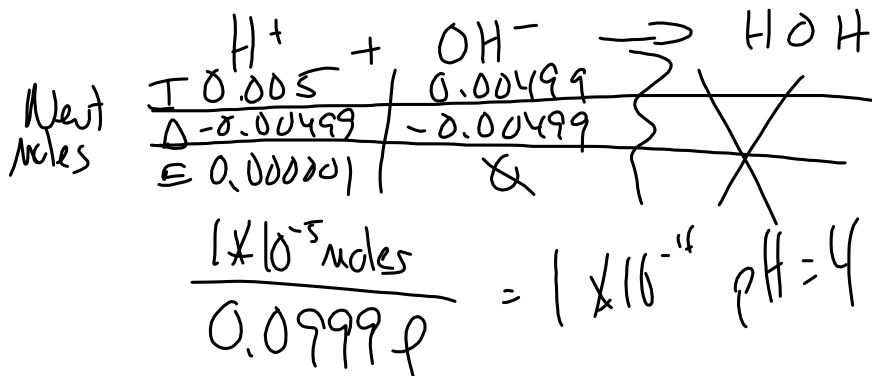 H⁺ + OH⁻ → HOH
I 0.005 0.00499
Neut moles Δ -0.00499 -0.00499
E 0.000001 0
1 x 10⁻⁵ moles
0.0999 l = 1 x 10⁻⁴ pH = 4